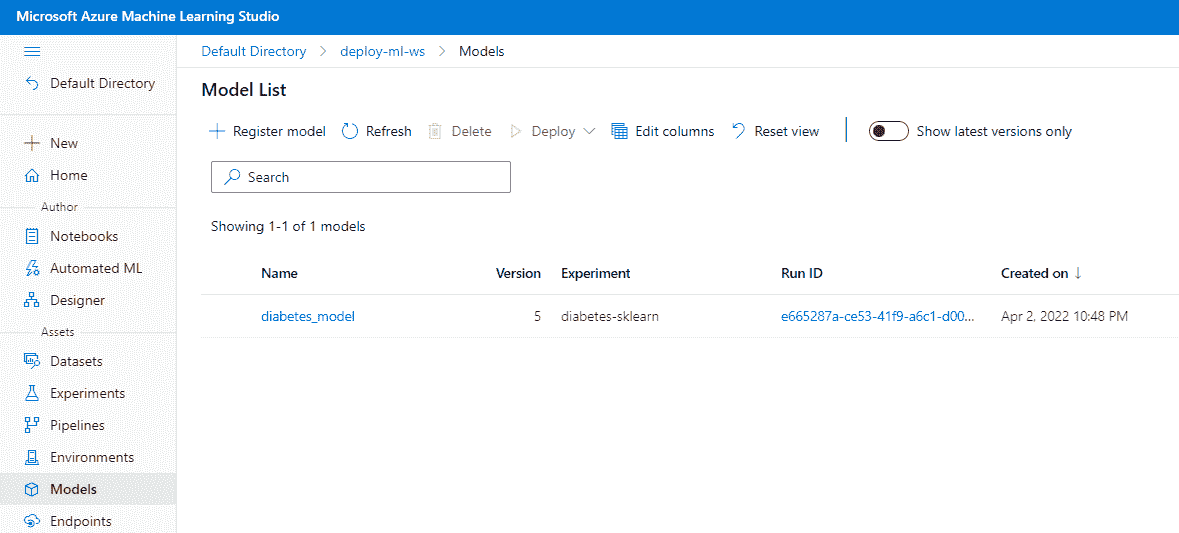 Microsoft Azure Machine Learning Studio
Default Directory
New
Home
Author
Notebooks
Automated ML
Designer
Assets
Datasets
Experiments
Pipelines
Environments
Models
Endpoints
Default Directory > deploy-ml-ws > Models
Model List
Register model Refresh Delete Deploy Edit columns Reset view Show latest versions only
Search
Showing 1-1 of 1 models
Name Version Experiment Run ID Created on ↓
diabetes_model 5 diabetes-sklearn e665287a-ce53-41f9-a6c1-d00... Apr 2, 2022 10:48 PM